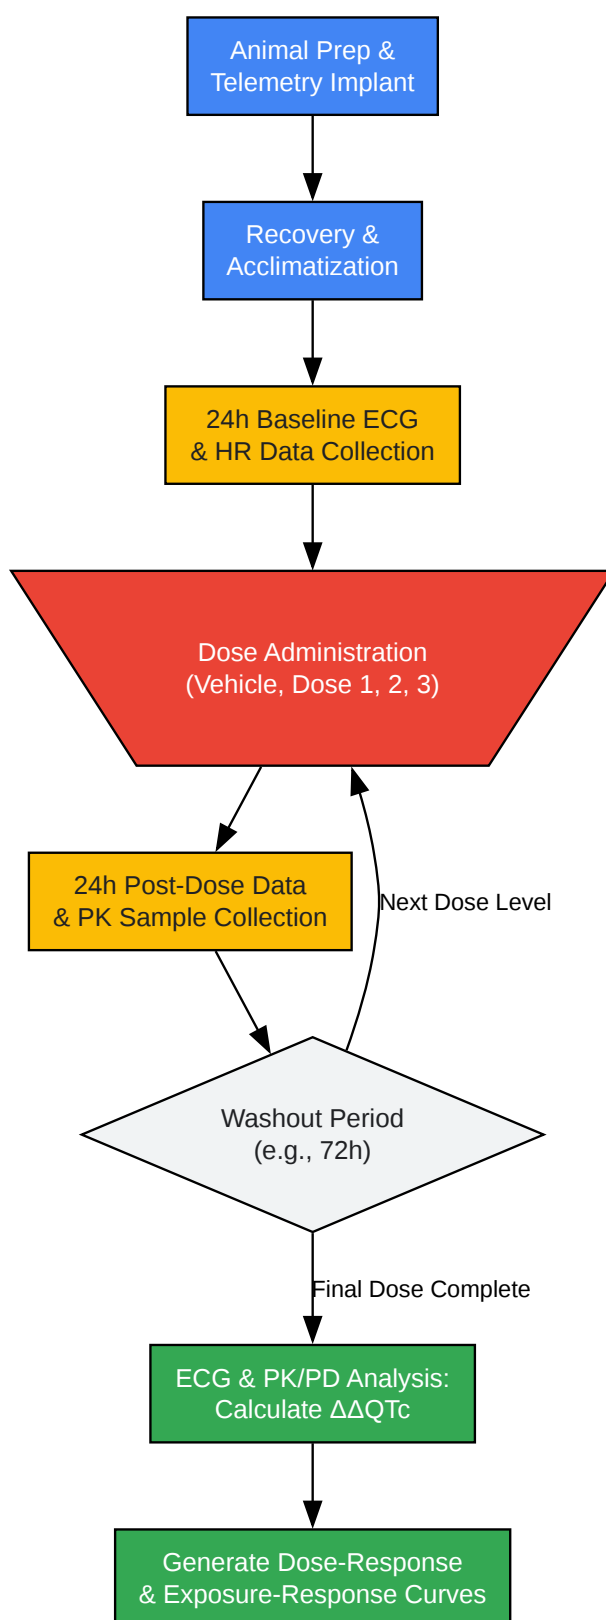 Animal Prep &
Telemetry Implant
Recovery &
Acclimatization
24h Baseline ECG
& HR Data Collection
Dose Administration
(Vehicle, Dose 1, 2, 3)
24h Post-Dose Data
& PK Sample Collection
Next Dose Level
Washout Period
(e.g., 72h)
Final Dose Complete
ECG & PK/PD Analysis:
Calculate ΔΔQTc
Generate Dose-Response
& Exposure-Response Curves